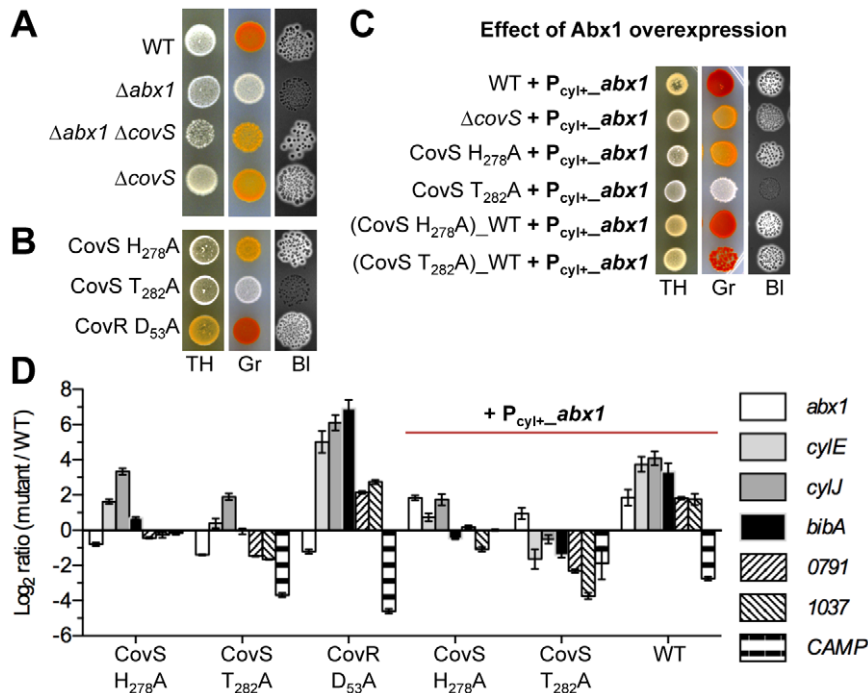 A
WT
Δabx1
Δabx1 ΔcovS
ΔcovS
B
CovS H278A
CovS T282A
CovR D53A
TH Gr Bl
C
Effect of Abx1 overexpression
WT + Pcyl+_abx1
ΔcovS + Pcyl+_abx1
CovS H278A + Pcyl+_abx1
CovS T282A + Pcyl+_abx1
(CovS H278A)_WT + Pcyl+_abx1
(CovS T282A)_WT + Pcyl+_abx1
TH Gr Bl
D
Log2 ratio (mutant / WT)
8
6
4
2
0
-2
-4
-6
+ Pcyl+_abx1
CovS H278A
CovS T282A
CovR D53A
CovS H278A
CovS T282A
WT
abx1
cylE
cylJ
bibA
0791
1037
CAMP